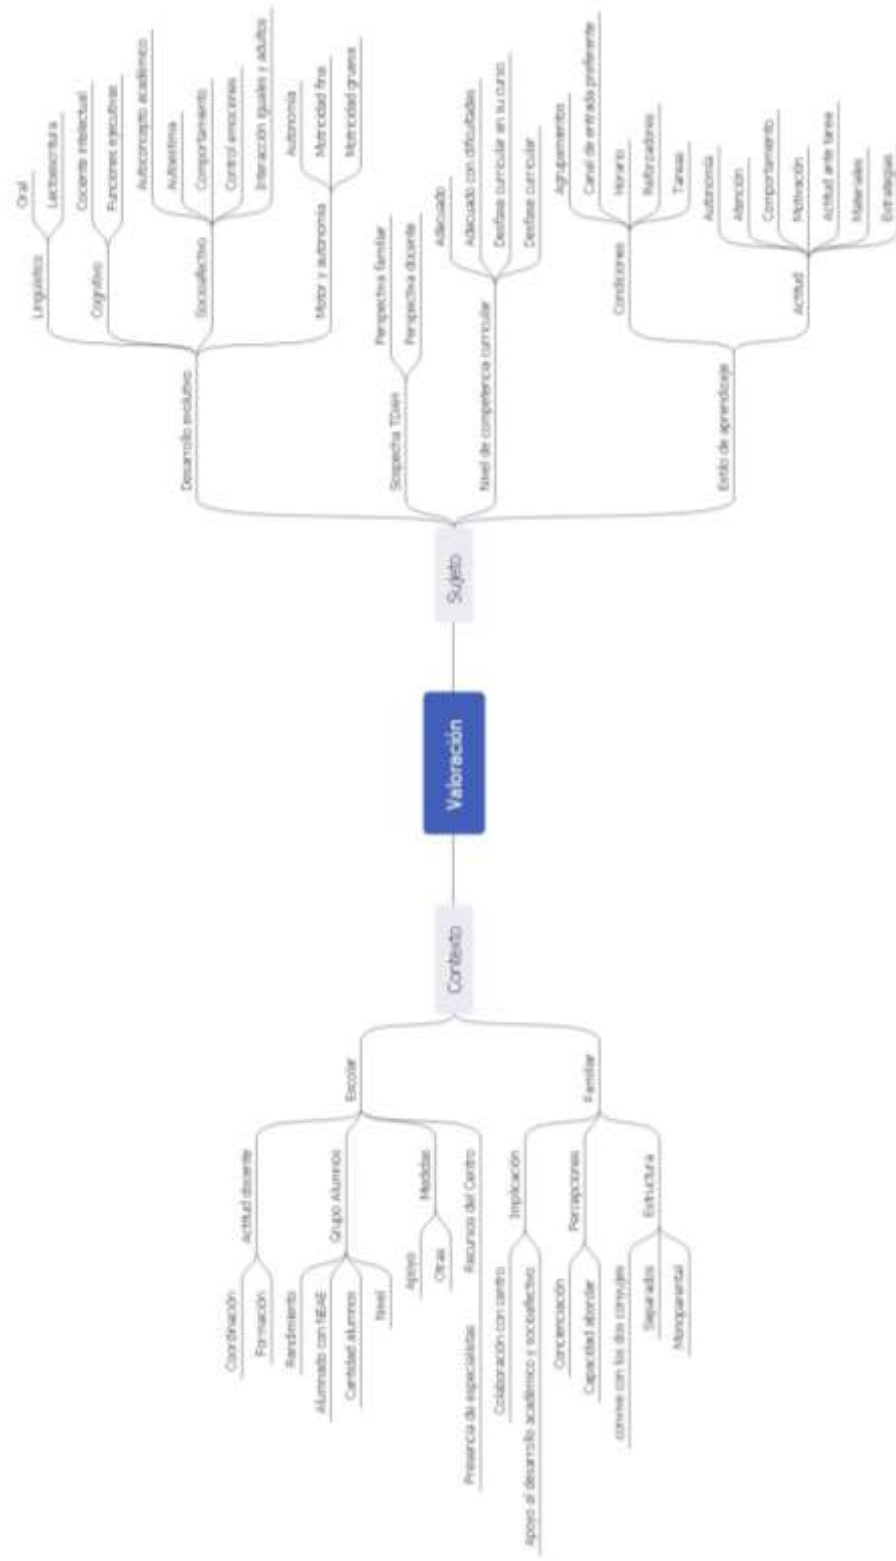 Valoración
Sujeto
Desarrollo evolutivo
Lingüístico
Oral
Lectoescritura
Cognitivo
Cociente intelectual
Funciones ejecutivas
Socioafectivo
Autoconcepto académico
Autoestima
Comportamiento
Control emociones
Interacción iguales y adultos
Motor y autonomía
Autonomía
Motricidad fina
Motricidad gruesa
Sospecha TDAH
Perspectiva familiar
Perspectiva docente
Nivel de competencia curricular
Adecuado
Adecuado con dificultades
Desfase curricular en su curso
Desfase curricular
Estilo de aprendizaje
Condiciones
Agrupamentos
Canal de entrada preferente
Horario
Reforzadores
Tareas
Actitud
Autonomía
Atención
Comportamiento
Motivación
Actitud ante tarea
Materiales
Estrategias
Contexto
Escolar
Actitud docente
Coordinación
Formación
Grupo Alumnos
Rendimiento
Alumnado con NEAE
Cantidad alumnos
Nivel
Medidas
Apoyo
Otras
Recursos del Centro
Presencia de especialistas
Familiar
Implicación
Colaboración con centro
Apoyo al desarrollo académico y socioafectivo
Percepciones
Concienciación
Capacidad abordar
Estructura
convive con los dos conyuges
Separados
Monoparental